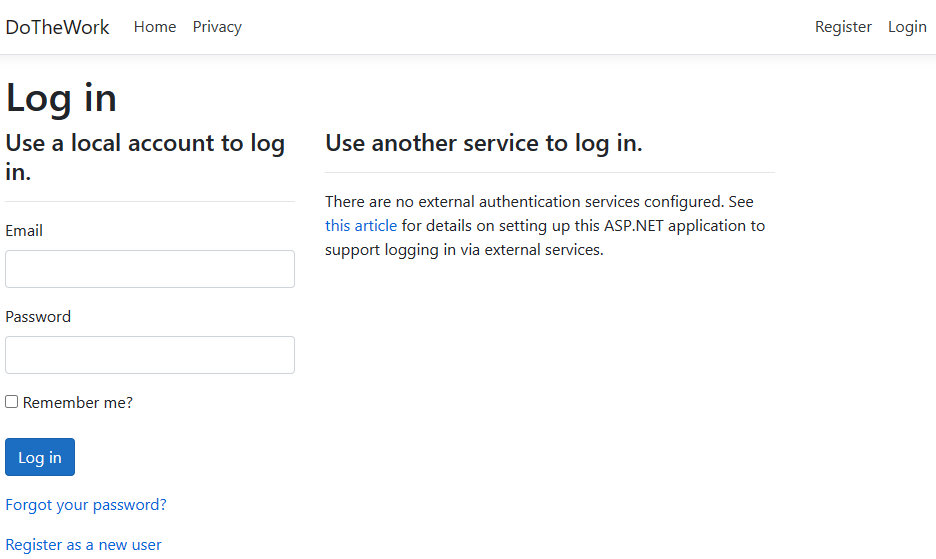 DoTheWork Home Privacy Register Login
Log in
Use a local account to log
in.
Email
Password
Remember me?
Log in
Forgot your password?
Register as a new user
Use another service to log in.
There are no external authentication services configured. See
this article for details on setting up this ASP.NET application to
support logging in via external services.